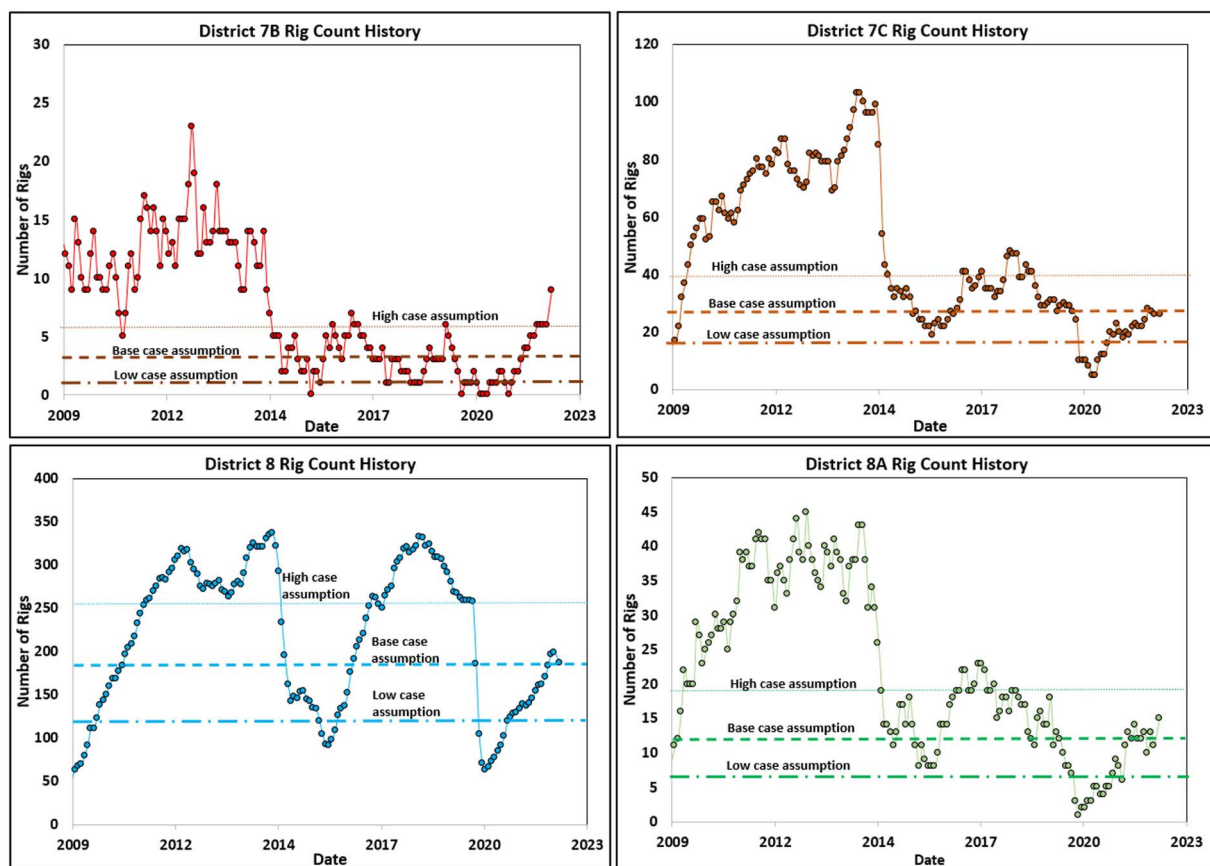 District 7B Rig Count History
30
25
20
15
10
5
0
Number of Rigs
High case assumption
Base case assumption
Low case assumption
2009 2012 2014 2017 2020 2023
Date
District 7C Rig Count History
120
100
80
60
40
20
0
Number of Rigs
High case assumption
Base case assumption
Low case assumption
2009 2012 2014 2017 2020 2023
Date
District 8 Rig Count History
400
350
300
250
200
150
100
50
0
Number of Rigs
High case
assumption
Base case
assumption
Low case
assumption
2009 2012 2014 2017 2020 2023
Date
District 8A Rig Count History
50
45
40
35
30
25
20
15
10
5
0
Number of Rigs
High case assumption
Base case assumption
Low case assumption
2009 2012 2014 2017 2020 2023
Date